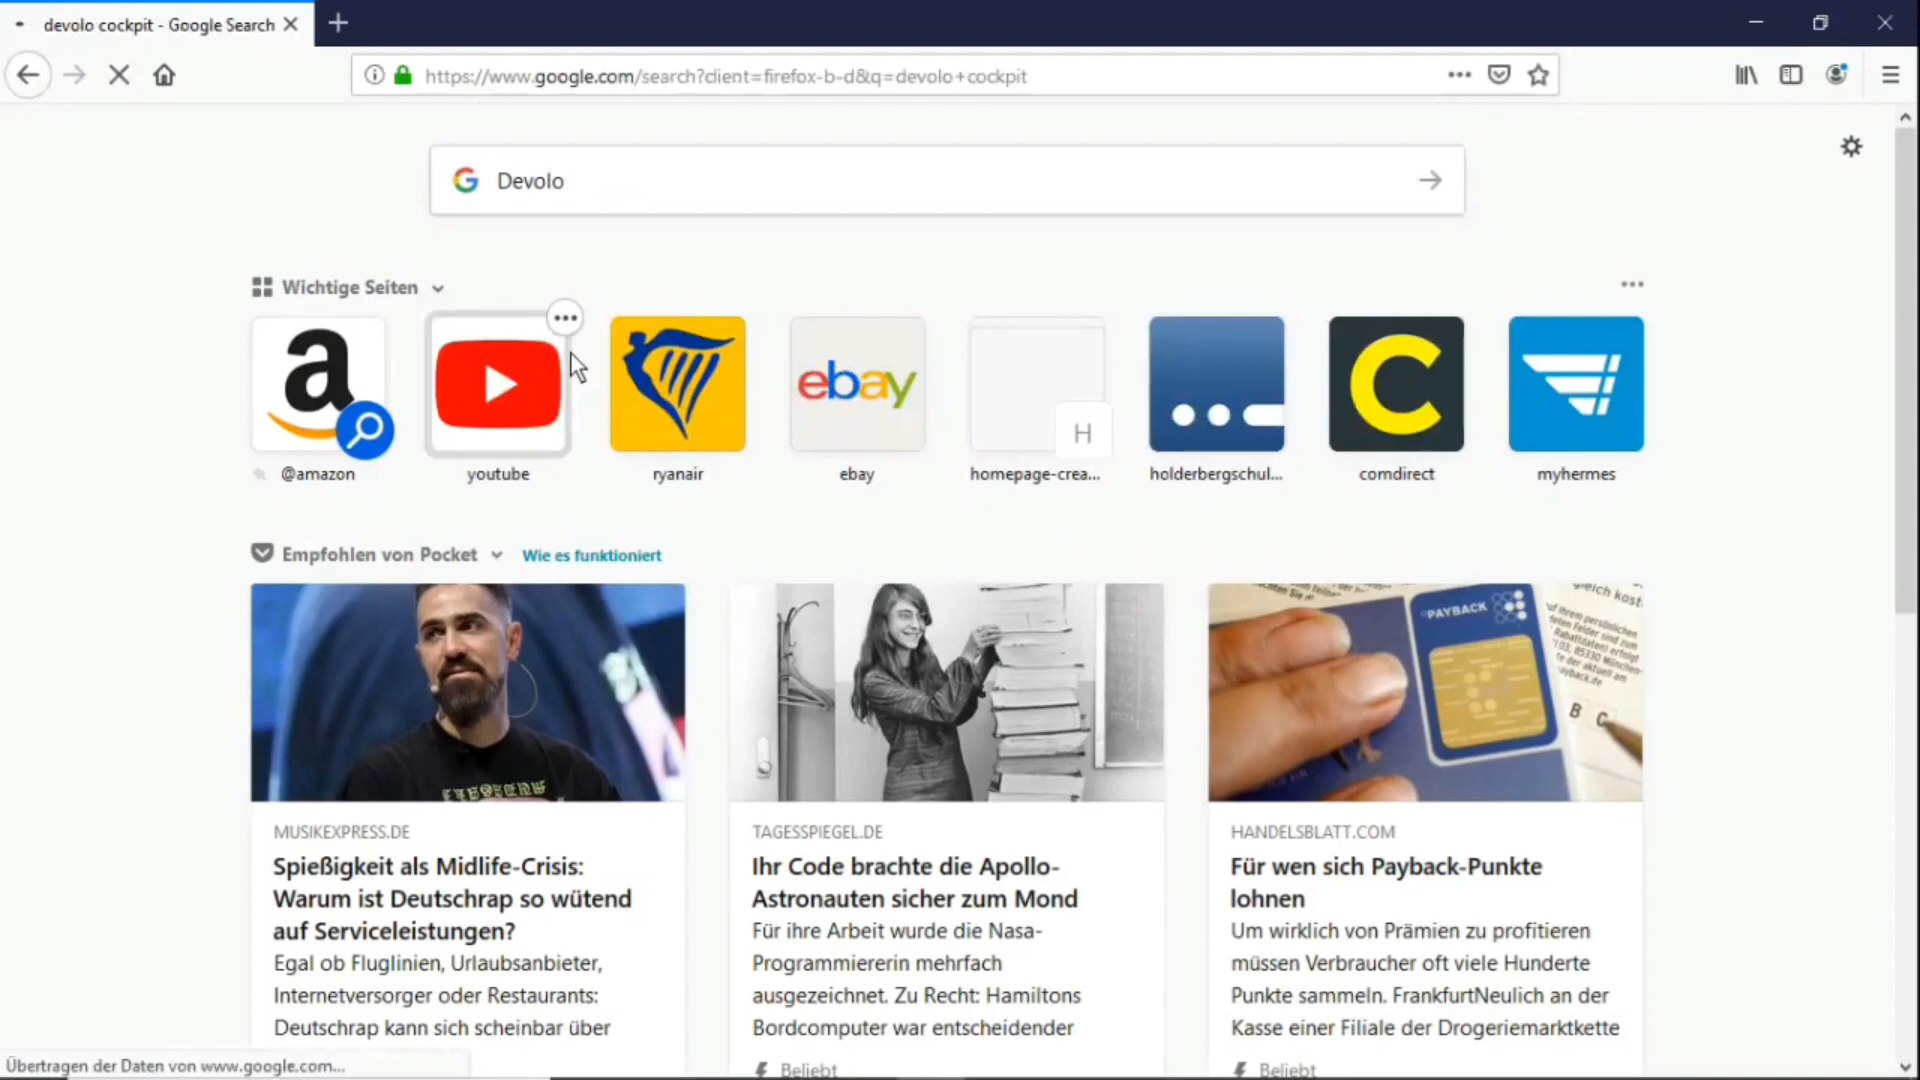 devolo cockpit - Google Search
https://www.google.com/search?client=firefox-b-d&q=devolo+cockpit
Devolo
Wichtige Seiten
ebay
H
@amazon
youtube
ryanair
ebay
homepage-crea...
holderbergschul...
comdirect
myhermes
Empfohlen von Pocket
Wie es funktioniert
PAYBACK
MUSIKEXPRESS.DE
Spießigkeit als Midlife-Crisis:
Warum ist Deutschrap so wütend
auf Serviceleistungen?
Egal ob Fluglinien, Urlaubsanbieter,
Internetversorger oder Restaurants:
Deutschrap kann sich scheinbar über
TAGESSPIEGEL.DE
Ihr Code brachte die Apollo-
Astronauten sicher zum Mond
Für ihre Arbeit wurde die Nasa-
Programmiererin mehrfach
ausgezeichnet. Zu Recht: Hamiltons
Bordcomputer war entscheidender
Beliebt
HANDELSBLATT.COM
Für wen sich Payback-Punkte
lohnen
Um wirklich von Prämien zu profitieren
müssen Verbraucher oft viele Hunderte
Punkte sammeln. FrankfurtNeulich an der
Kasse einer Filiale der Drogeriemarktkette
Beliebt
Übertragen der Daten von www.google.com...